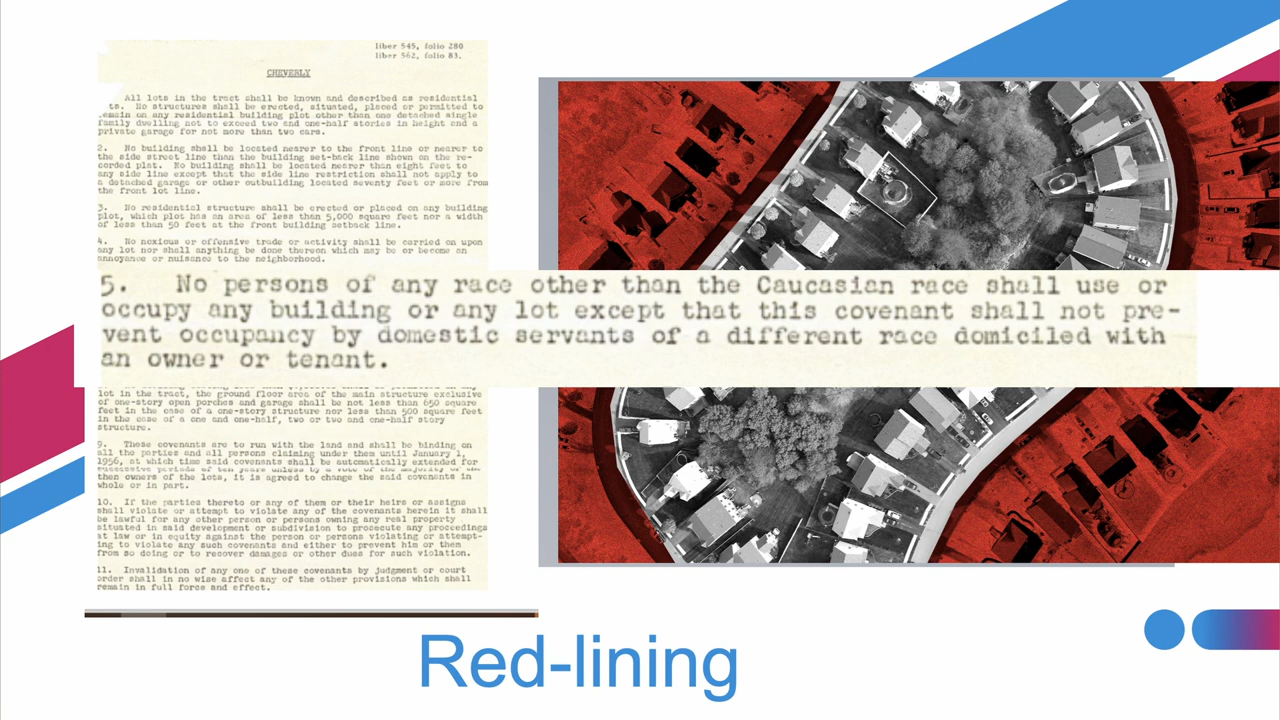 liber 545, folio 280
liber 562, folio 83.
CHEVERLY
All lots in the tract shall be known and described as residential
ts. No structures shall be erected, situated, placed or permitted to
remain on any residential building plot other than one detached single
family dwelling not to exceed two and one-half stories in height and a
private garage for not more than two cars.
2. No building shall be located nearer to the front line or nearer to
the side street line than the building set-back line shown on the re-
corded plat. No building shall be located nearer than eight feet to
any side line except that the side line restriction shall not apply to
a detached garage or other outbuilding located seventy feet or more from
the front lot line.
3. No residential structure shall be erected or placed on any building
plot, which plot has an area of less than 5,000 square feet nor a width
of less than 50 feet at the front building setback line.
4. No noxious or offensive trade or activity shall be carried on upon
any lot nor shall anything be done thereon which may be or become an
annoyance or nuisance to the neighborhood.
5. No persons of any race other than the Caucasian race shall use or
occupy any building or any lot except that this covenant shall not pre-
vent occupancy by domestic servants of a different race domiciled with
an owner or tenant.
lot in the tract, the ground floor area of the main structure exclusive
of one-story open porches and garage shall be not less than 650 square
feet in the case of a one-story structure nor less than 500 square feet
in the case of a one and one-half, two or two and one-half story
structure.
9. These covenants are to run with the land and shall be binding on
all the parties and all persons claiming under them until January 1,
1956, at which time said covenants shall be automatically extended for
successive periods of ten years unless by a vote of the majority of the
then owners of the lots, it is agreed to change the said covenants in
whole or in part.
10. If the parties thereto or any of them or their heirs or assigns
shall violate or attempt to violate any of the covenants herein it shall
be lawful for any other person or persons owning any real property
situated in said development or subdivision to prosecute any proceedings
at law or in equity against the person or persons violating or attempt-
ing to violate any such covenants and either to prevent him or them
from so doing or to recover damages or other dues for such violation.
11. Invalidation of any one of these covenants by judgment or court
order shall in no wise affect any of the other provisions which shall
remain in full force and effect.
Red-lining